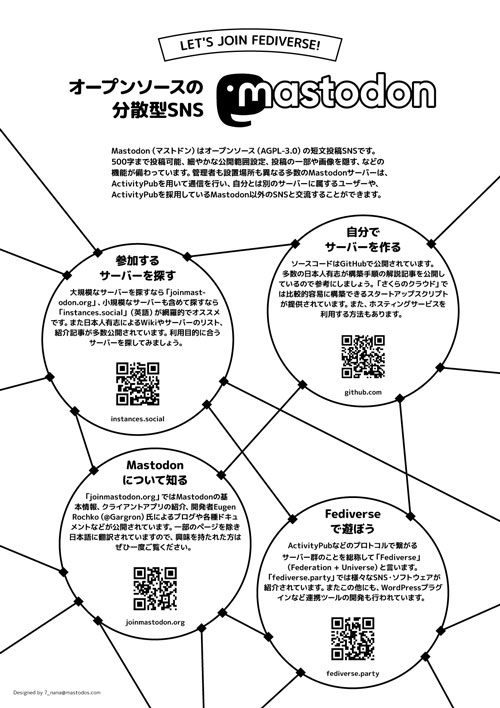 LET'S JOIN FEDIVERSE!
オープンソースの
分散型SNS
mastodon
Mastodon（マストドン）はオープンソース（AGPL-3.0）の短文投稿SNSです。
500字まで投稿可能、細やかな公開範囲設定、投稿の一部や画像を隠す、などの
機能が備わっています。管理者も設置場所も異なる多数のMastodonサーバーは、
ActivityPubを用いて通信を行い、自分とは別のサーバーに属するユーザーや、
ActivityPubを採用しているMastodon以外のSNSと交流することができます。
参加する
サーバーを探す
大規模なサーバーを探すなら「joinmast-
odon.org」、小規模なサーバーも含めて探すなら
「instances.social」（英語）が網羅的でオススメ
です。また日本人有志によるWikiやサーバーのリスト、
紹介記事が多数公開されています。利用目的に合う
サーバーを探してみましょう。
instances.social
自分で
サーバーを作る
ソースコードはGitHubで公開されています。
多数の日本人有志が構築手順の解説記事を公開し
ているので参考にしましょう。「さくらのクラウド」で
は比較的容易に構築できるスタートアップスクリプト
が提供されています。また、ホスティングサービスを
利用する方法もあります。
github.com
Mastodon
について知る
「joinmastodon.org」ではMastodonの基
本情報、クライアントアプリの紹介、開発者Eugen
Rochko（@Gargron）氏によるブログや各種ドキュ
メントなどが公開されています。一部のページを除き
日本語に翻訳されていますので、興味を持たれた方は
ぜひ一度ご覧ください。
joinmastodon.org
Fediverse
で遊ぼう
ActivityPubなどのプロトコルで繋がる
サーバー群のことを総称して「Fediverse」
（Federation + Universe）と言います。
「fediverse.party」では様々なSNS・ソフトウェアが
紹介されています。またこの他にも、WordPressプラグ
インなど連携ツールの開発も行われています。
fediverse.party
Designed by 7_nana@mastodos.com